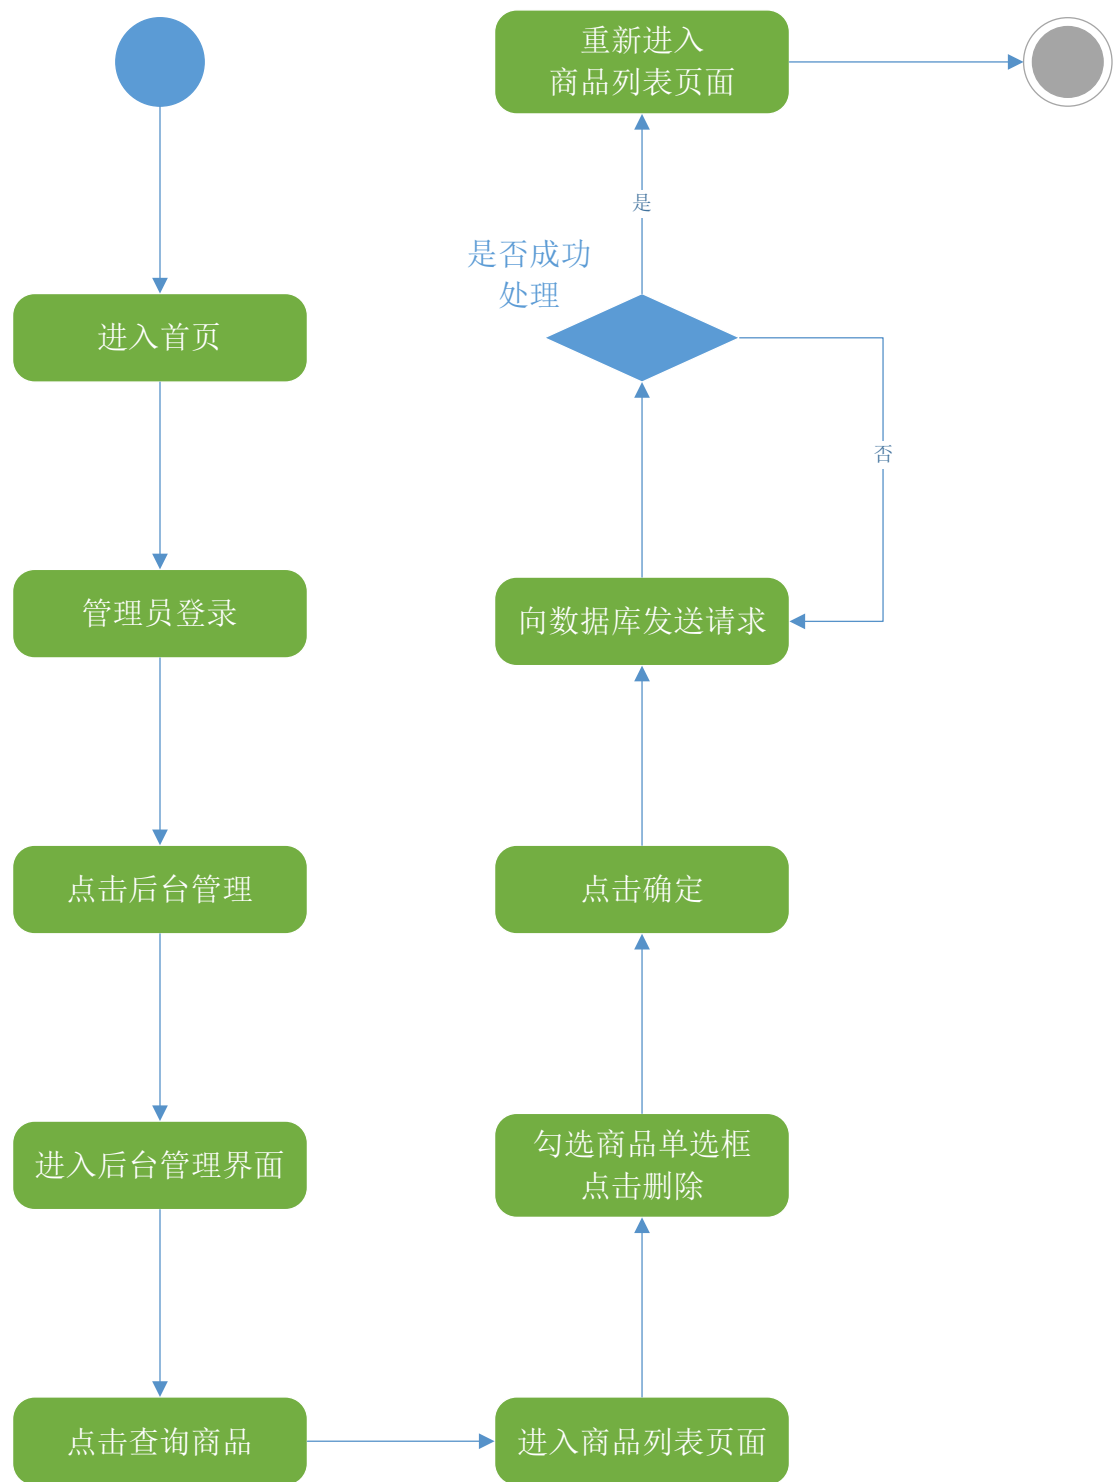 进入首页
管理员登录
点击后台管理
进入后台管理界面
点击查询商品
进入商品列表页面
勾选商品单选框
点击删除
点击确定
向数据库发送请求
否
是否成功
处理
是
重新进入
商品列表页面